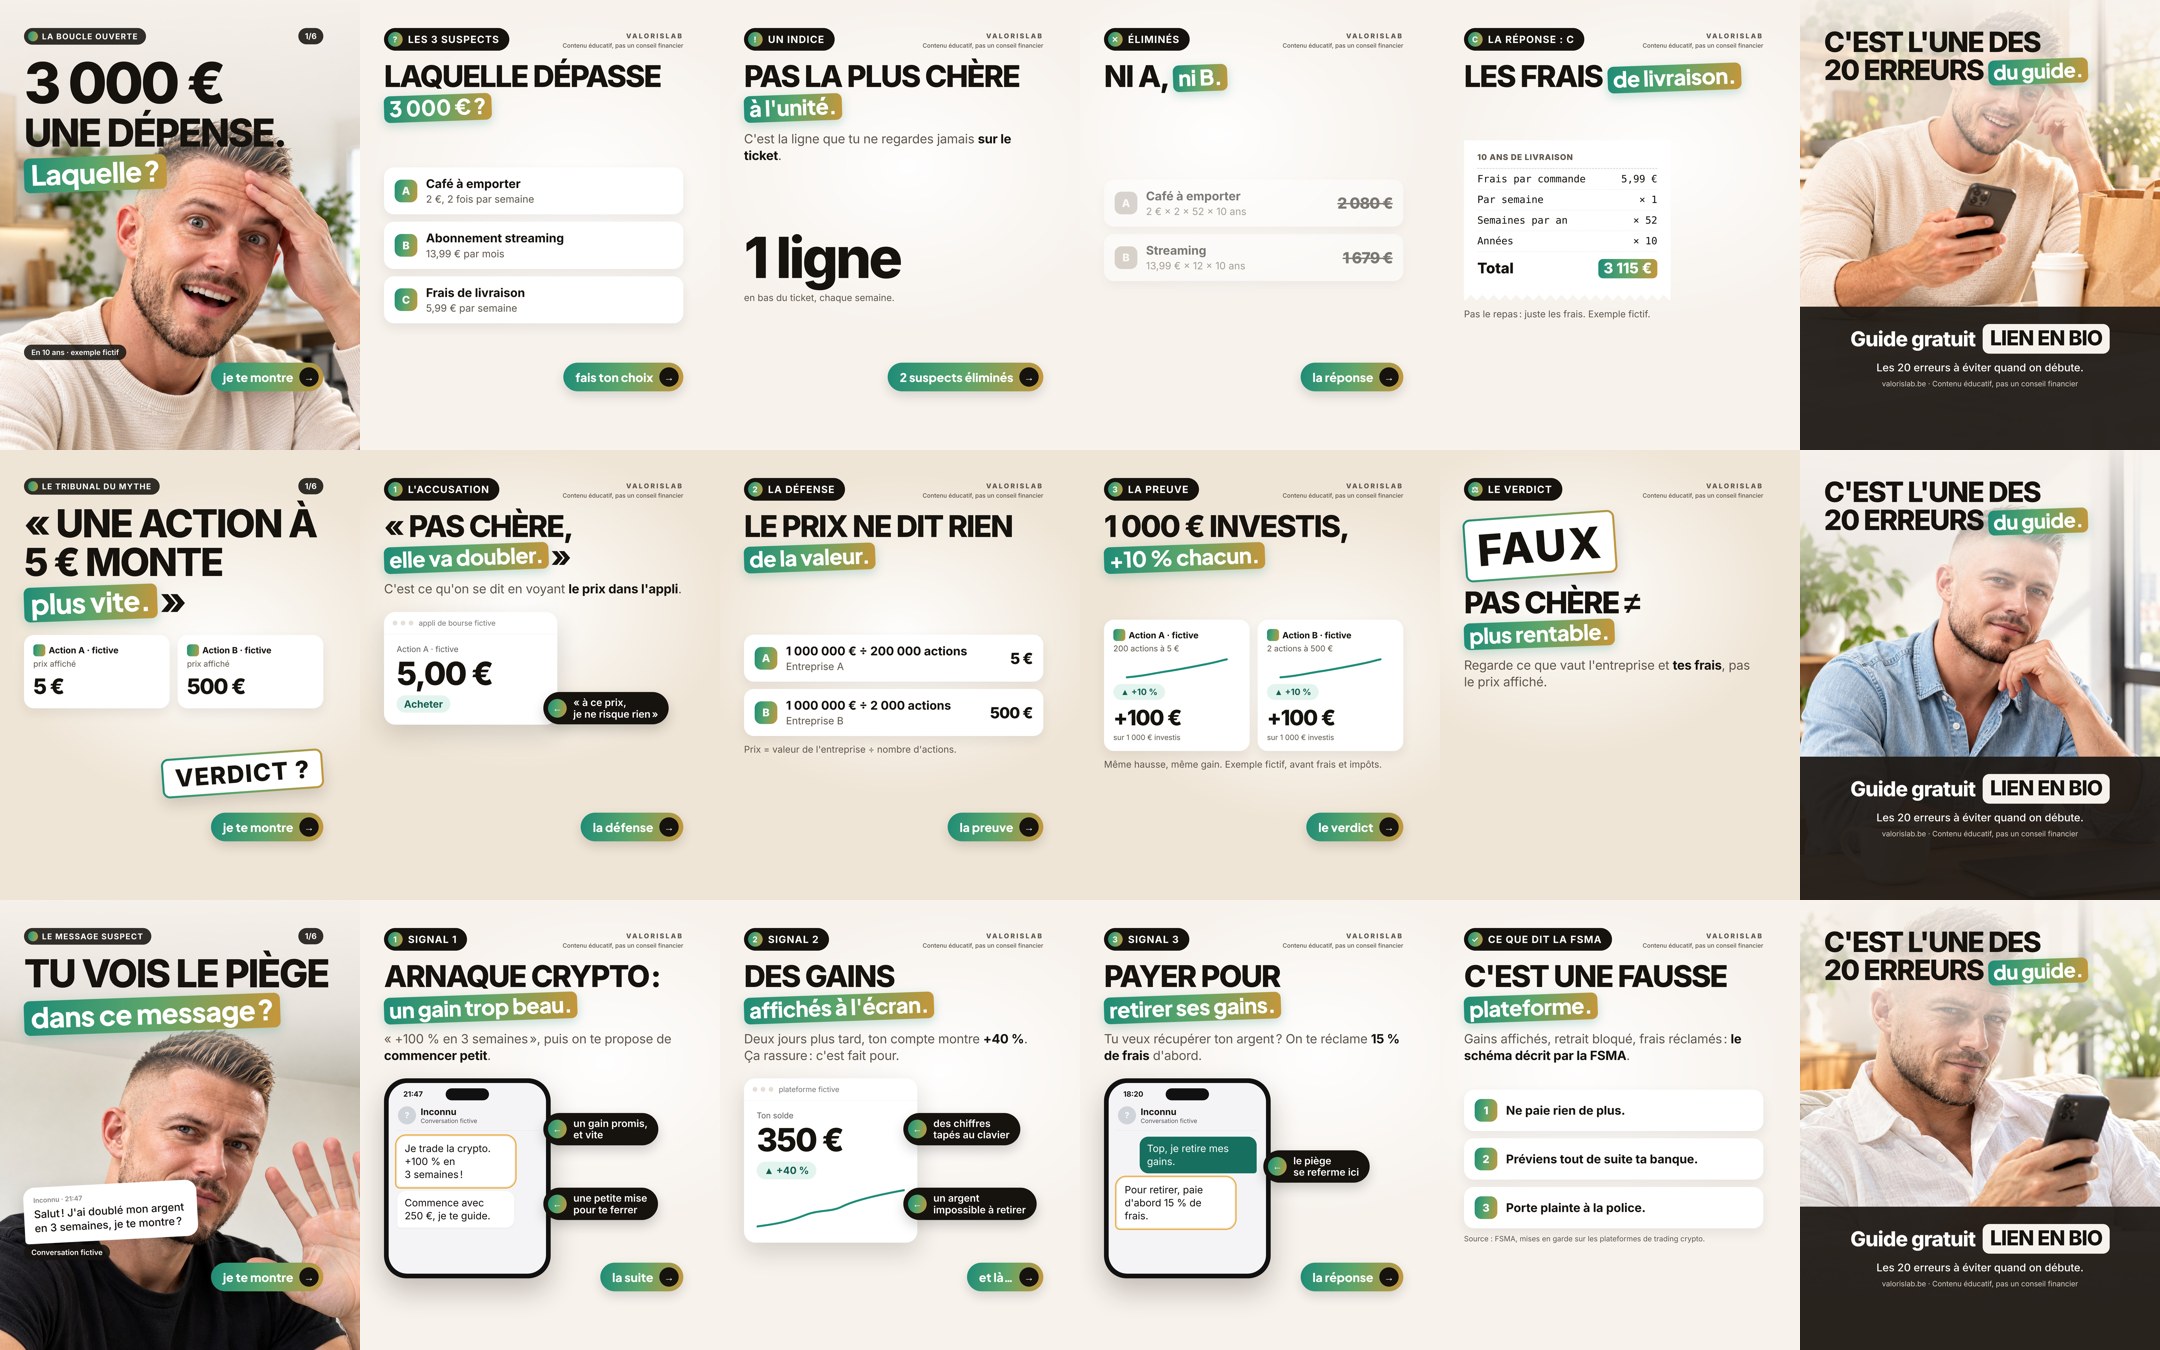 LA BOUCLE OUVERTE
1/6
3 000 €
UNE DÉPENSE.
Laquelle ?
En 10 ans · exemple fictif
je te montre →
? LES 3 SUSPECTS
VALORISLAB
Contenu éducatif, pas un conseil financier
LAQUELLE DÉPASSE
3 000 € ?
A
Café à emporter
2 €, 2 fois par semaine
B
Abonnement streaming
13,99 € par mois
C
Frais de livraison
5,99 € par semaine
fais ton choix →
! UN INDICE
VALORISLAB
Contenu éducatif, pas un conseil financier
PAS LA PLUS CHÈRE
à l'unité.
C'est la ligne que tu ne regardes jamais sur le
ticket.
1 ligne
en bas du ticket, chaque semaine.
2 suspects éliminés →
× ÉLIMINÉS
VALORISLAB
Contenu éducatif, pas un conseil financier
NI A, ni B.
A
Café à emporter
2 € × 2 × 52 × 10 ans
2 080 €
B
Streaming
13,99 € × 12 × 10 ans
1 679 €
la réponse →
C LA RÉPONSE : C
VALORISLAB
Contenu éducatif, pas un conseil financier
LES FRAIS de livraison.
10 ANS DE LIVRAISON
Frais par commande 5,99 €
Par semaine × 1
Semaines par an × 52
Années × 10
Total 3 115 €
Pas le repas : juste les frais. Exemple fictif.
C'EST L'UNE DES
20 ERREURS du guide.
Guide gratuit LIEN EN BIO
Les 20 erreurs à éviter quand on débute.
valorislab.be · Contenu éducatif, pas un conseil financier
LE TRIBUNAL DU MYTHE
1/6
« UNE ACTION À
5 € MONTE
plus vite. »
Action A · fictive
prix affiché
5 €
Action B · fictive
prix affiché
500 €
VERDICT ?
je te montre →
1 L'ACCUSATION
VALORISLAB
Contenu éducatif, pas un conseil financier
« PAS CHÈRE,
elle va doubler. »
C'est ce qu'on se dit en voyant le prix dans l'appli.
appli de bourse fictive
Action A · fictive
5,00 €
Acheter
← « à ce prix,
je ne risque rien »
la défense →
2 LA DÉFENSE
VALORISLAB
Contenu éducatif, pas un conseil financier
LE PRIX NE DIT RIEN
de la valeur.
A
1 000 000 € ÷ 200 000 actions
Entreprise A
5 €
B
1 000 000 € ÷ 2 000 actions
Entreprise B
500 €
Prix = valeur de l'entreprise ÷ nombre d'actions.
la preuve →
3 LA PREUVE
VALORISLAB
Contenu éducatif, pas un conseil financier
1 000 € INVESTIS,
+10 % chacun.
Action A · fictive
200 actions à 5 €
▲ +10 %
+100 €
sur 1 000 € investis
Action B · fictive
2 actions à 500 €
▲ +10 %
+100 €
sur 1 000 € investis
Même hausse, même gain. Exemple fictif, avant frais et impôts.
le verdict →
⚖ LE VERDICT
VALORISLAB
Contenu éducatif, pas un conseil financier
FAUX
PAS CHÈRE ≠
plus rentable.
Regarde ce que vaut l'entreprise et tes frais, pas
le prix affiché.
C'EST L'UNE DES
20 ERREURS du guide.
Guide gratuit LIEN EN BIO
Les 20 erreurs à éviter quand on débute.
valorislab.be · Contenu éducatif, pas un conseil financier
LE MESSAGE SUSPECT
1/6
TU VOIS LE PIÈGE
dans ce message ?
Inconnu · 21:47
Salut ! J'ai doublé mon argent
en 3 semaines, je te montre ?
Conversation fictive
je te montre →
1 SIGNAL 1
VALORISLAB
Contenu éducatif, pas un conseil financier
ARNAQUE CRYPTO :
un gain trop beau.
« +100 % en 3 semaines », puis on te propose de
commencer petit.
21:47
?
Inconnu
Conversation fictive
Je trade la crypto.
+100 % en
3 semaines !
Commence avec
250 €, je te guide.
← un gain promis,
et vite
← une petite mise
pour te ferrer
la suite →
2 SIGNAL 2
VALORISLAB
Contenu éducatif, pas un conseil financier
DES GAINS
affichés à l'écran.
Deux jours plus tard, ton compte montre +40 %.
Ça rassure : c'est fait pour.
plateforme fictive
Ton solde
350 €
▲ +40 %
← des chiffres
tapés au clavier
← un argent
impossible à retirer
et là... →
3 SIGNAL 3
VALORISLAB
Contenu éducatif, pas un conseil financier
PAYER POUR
retirer ses gains.
Tu veux récupérer ton argent ? On te réclame 15 %
de frais d'abord.
18:20
?
Inconnu
Conversation fictive
Top, je retire mes
gains.
Pour retirer, paie
d'abord 15 % de
frais.
← le piège
se referme ici
la réponse →
✓ CE QUE DIT LA FSMA
VALORISLAB
Contenu éducatif, pas un conseil financier
C'EST UNE FAUSSE
plateforme.
Gains affichés, retrait bloqué, frais réclamés : le
schéma décrit par la FSMA.
1
Ne paie rien de plus.
2
Préviens tout de suite ta banque.
3
Porte plainte à la police.
Source : FSMA, mises en garde sur les plateformes de trading crypto.
C'EST L'UNE DES
20 ERREURS du guide.
Guide gratuit LIEN EN BIO
Les 20 erreurs à éviter quand on débute.
valorislab.be · Contenu éducatif, pas un conseil financier